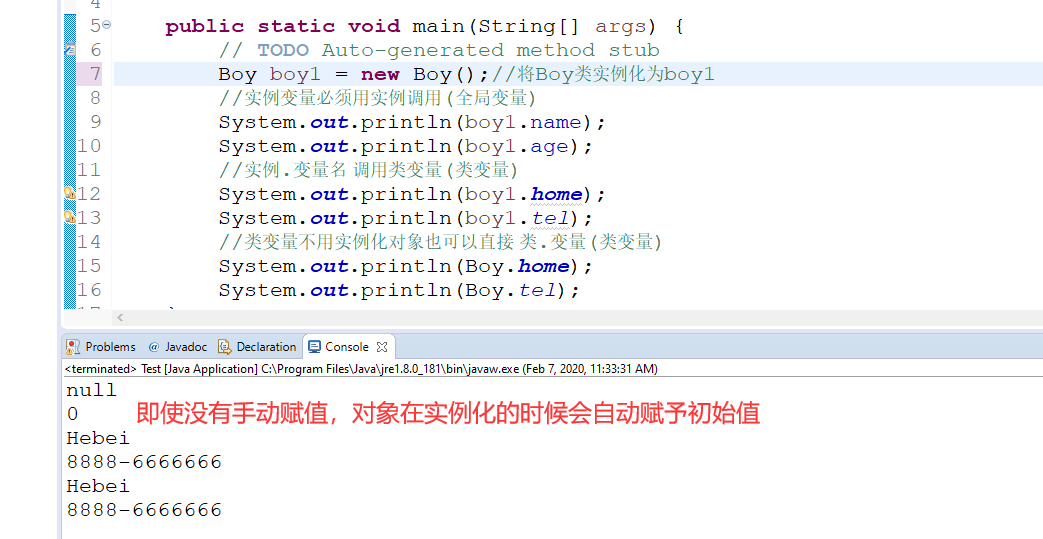 4
5 public static void main(String[] args) {
6 // TODO Auto-generated method stub
7 Boy boy1 = new Boy();//将Boy类实例化为boy1
8 //实例变量必须用实例调用(全局变量)
9 System.out.println(boy1.name);
10 System.out.println(boy1.age);
11 //实例.变量名 调用类变量(类变量)
12 System.out.println(boy1.home);
13 System.out.println(boy1.tel);
14 //类变量不用实例化对象也可以直接 类.变量(类变量)
15 System.out.println(Boy.home);
16 System.out.println(Boy.tel);
Problems @ Javadoc Declaration Console
<terminated> Test [Java Application] C:\Program Files\Java\jre1.8.0_181\bin\javaw.exe (Feb 7, 2020, 11:33:31 AM)
null
0 即使没有手动赋值，对象在实例化的时候会自动赋予初始值
Hebei
8888-6666666
Hebei
8888-6666666